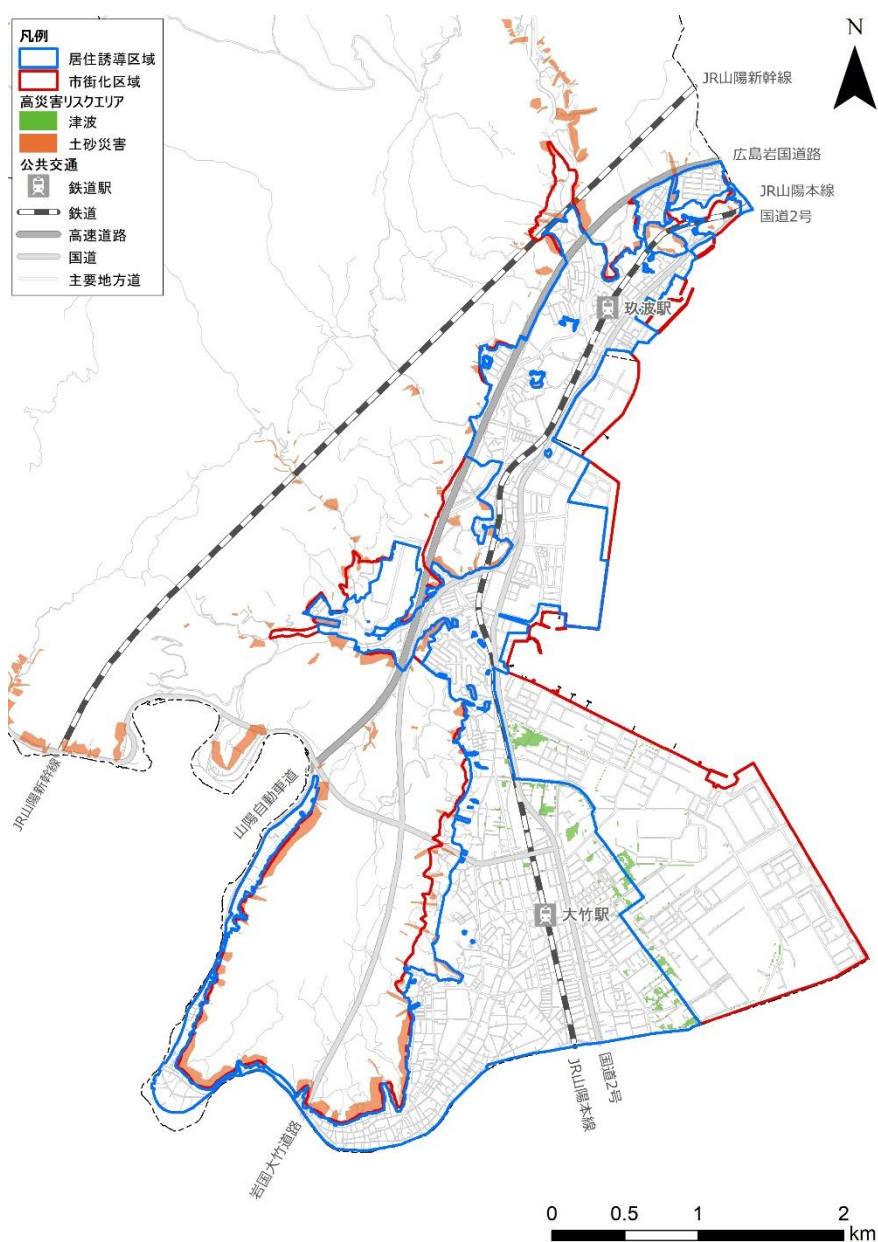 凡例
居住誘導区域
市街化区域
高災害リスクエリア
津波
土砂災害
公共交通
鉄道駅
鉄道
高速道路
国道
主要地方道
N
JR山陽新幹線
広島岩国道路
JR山陽本線
国道2号
玖波駅
JR山陽新幹線
山陽自動車道
大竹駅
岩国大竹道路
JR山陽本線
国道2号
0 0.5 1 2
km